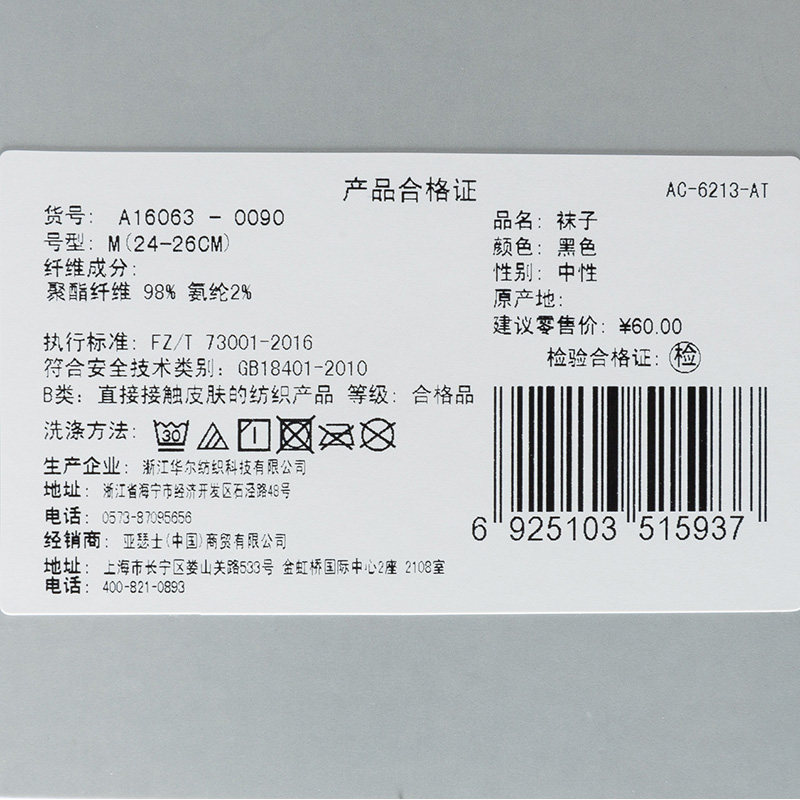 产品合格证
AC-6213-AT
货号: A16063 - 0090
号型: M(24-26CM)
纤维成分:
聚酯纤维 98% 氨纶2%
品名: 袜子
颜色: 黑色
性别: 中性
原产地:
建议零售价: ¥60.00
检验合格证: 检
执行标准: FZ/T 73001-2016
符合安全技术类别: GB18401-2010
B类: 直接接触皮肤的纺织产品 等级: 合格品
洗涤方法: 30
生产企业: 浙江华尔纺织科技有限公司
地址: 浙江省海宁市经济开发区石泾路48号
电话: 0573-87095656
经销商: 亚瑟士(中国)商贸有限公司
地址: 上海市长宁区娄山关路533号 金虹桥国际中心2座 2108室
电话: 400-821-0893
6 925103 515937